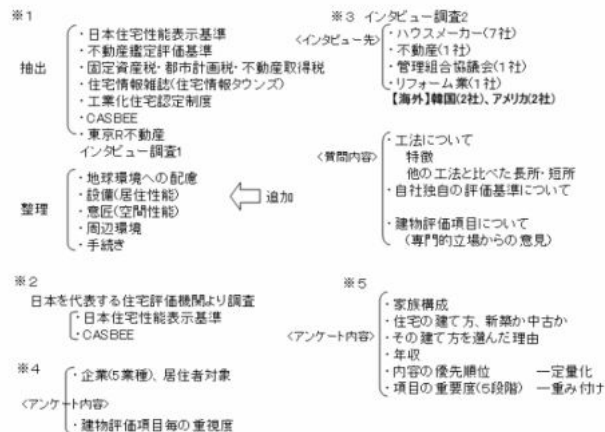 ※1
抽出
・日本住宅性能表示基準
・不動産鑑定評価基準
・固定資産税・都市計画税・不動産取得税
・住宅情報雑誌(住宅情報タウンズ)
・工業化住宅認定制度
・CASBEE
・東京R不動産
インタビュー調査1
整理
・地球環境への配慮
・設備(居住性能)
・意匠(空間性能)
・周辺環境
・手続き
追加
※3 インタビュー調査2
<インタビュー先>
・ハウスメーカー(7社)
・不動産(1社)
・管理組合協議会(1社)
・リフォーム業(1社)
【海外】韓国(2社)、アメリカ(2社)
<質問内容>
・工法について
特徴
他の工法と比べた長所・短所
・自社独自の評価基準について
・建物評価項目について
(専門的立場からの意見)
※2
日本を代表する住宅評価機関より調査
・日本住宅性能表示基準
・CASBEE
※4
・企業(5業種)、居住者対象
<アンケート内容>
・建物評価項目毎の重視度
※5
<アンケート内容>
・家族構成
・住宅の建て方、新築か中古か
・その建て方を選んだ理由
・年収
・内容の優先順位 ―定量化
・項目の重要度(5段階) ―重み付け